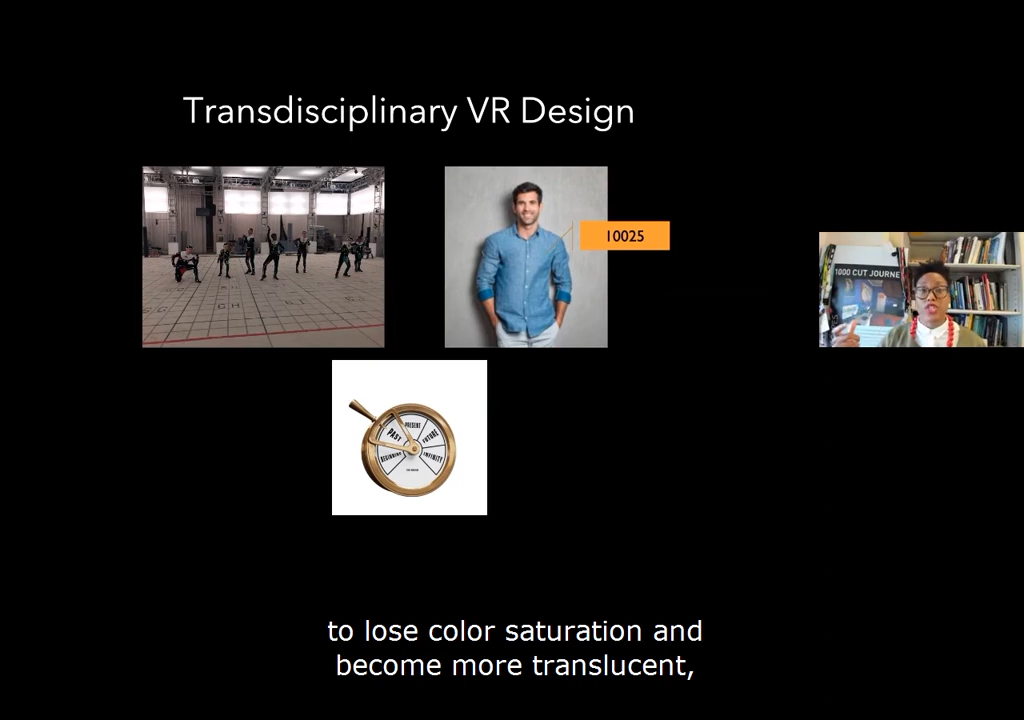 Transdisciplinary VR Design
10025
1000 CUT JOURNE
GH
PAST
PRESENT
FUTURE
BEGINNING
INFINITY
to lose color saturation and
become more translucent,